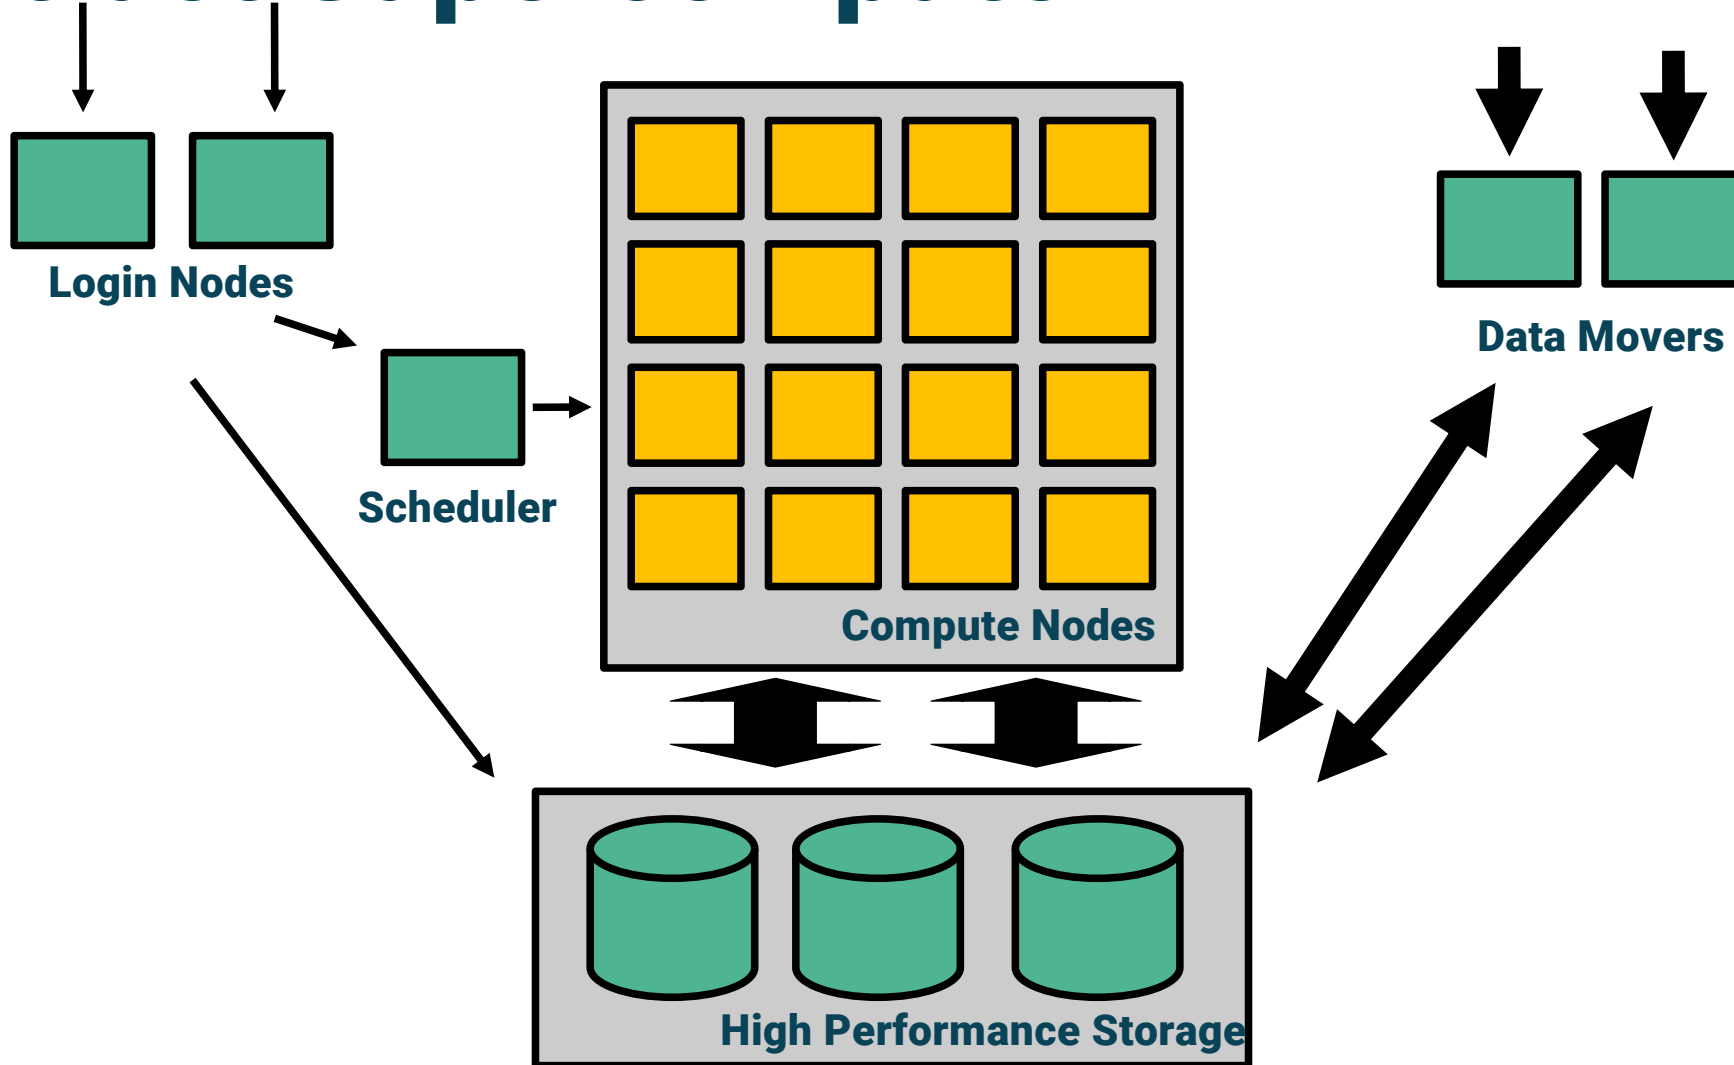 Login Nodes
Data Movers
Scheduler
Compute Nodes
High Performance Storage